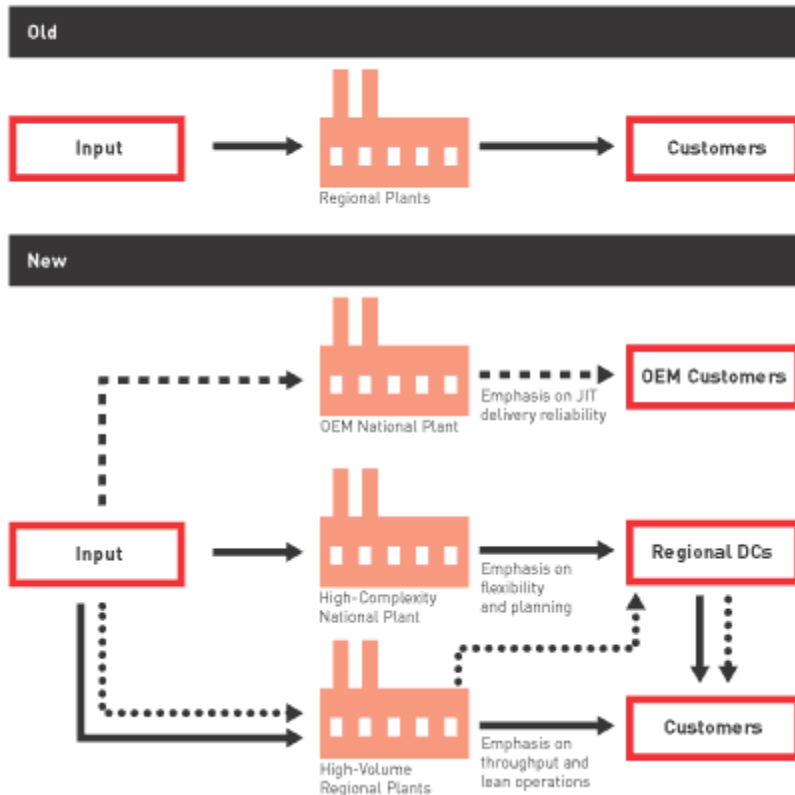 Old
Input
Customers
Regional Plants
New
OEM Customers
Emphasis on JIT
delivery reliability
OEM National Plant
Input
Regional DCs
Emphasis on
flexibility
and planning
High-Complexity
National Plant
Customers
Emphasis on
throughput and
lean operations
High-Volume
Regional Plants